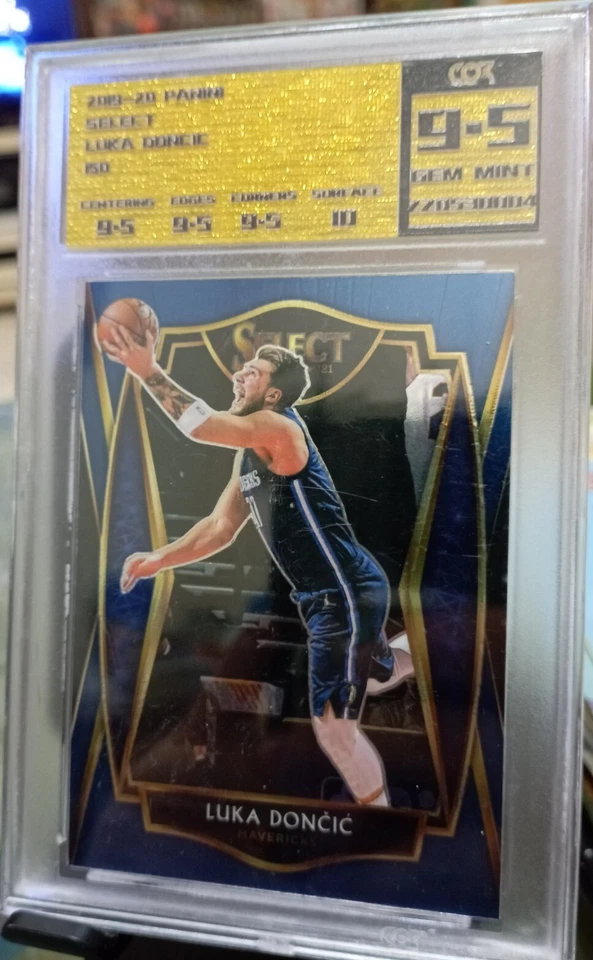 2019-20 PANINI
SELECT
LUKA DONCIC
150
CENTERING EDGES CORNERS SURFACE
9.5 9.5 9.5 10
9.5
GEM MINT
SELECT
LUKA DONČIĆ
MAVERICKS